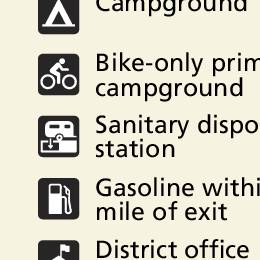 Campground
Bike-only prim
campground
Sanitary dispo
station
Gasoline withi
mile of exit
District office